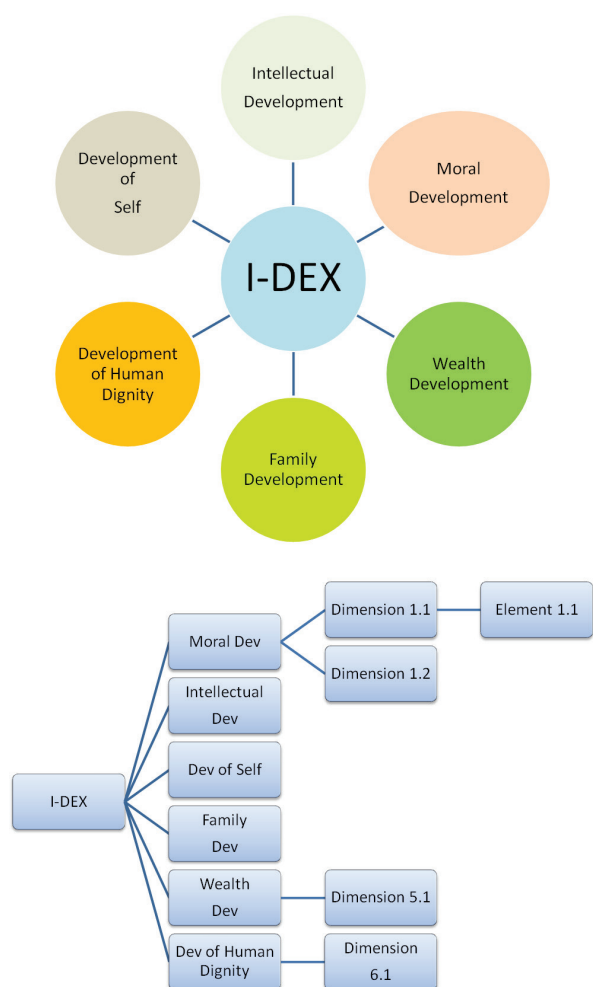 Intellectual
Development
Development
of
Self
Moral
Development
I-DEX
Development
of Human
Dignity
Wealth
Development
Family
Development
Dimension 1.1
Element 1.1
Moral Dev
Dimension 1.2
Intellectual
Dev
Dev of Self
I-DEX
Family
Dev
Wealth
Dev
Dimension 5.1
Dev of Human
Dignity
Dimension
6.1